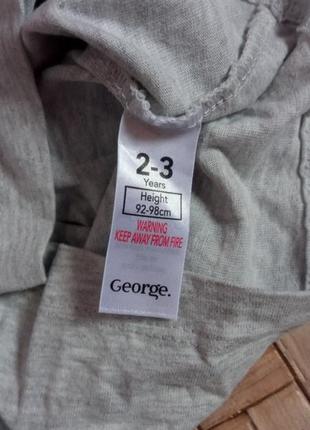 2-3
Years
Height
92-98cm
WARNING
KEEP AWAY FROM FIRE
George.